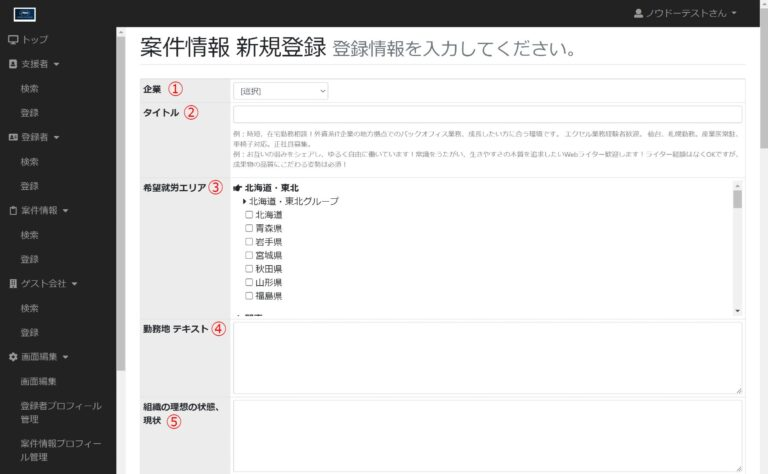 ノウドーテストさん
トップ
支援者
検索
登録
登録者
検索
登録
案件情報
検索
登録
ゲスト会社
検索
登録
画面編集
画面編集
登録者プロフィール
管理
案件情報プロフィー
ル管理
案件情報 新規登録 登録情報を入力してください。
企業 ①
[選択]
タイトル ②
例：時短、在宅勤務相談！外資系IT企業の地方拠点でのバックオフィス業務、成長したい方に合う環境です。 エクセル業務経験者歓迎。 仙台、札幌勤務。産業医常駐、
車椅子対応。正社員募集。
例：お互いの弱みをシェアし、ゆるく自由に働いています！常識をうたがい、生きやすさの本質を追求したいWebライター歓迎します！ライター経験はなくOKですが、
成果物の品質にこだわる姿勢は必須！
希望就労エリア ③
北海道・東北
北海道・東北グループ
北海道
青森県
岩手県
宮城県
秋田県
山形県
福島県
勤務地 テキスト ④
組織の理想の状態、
現状 ⑤